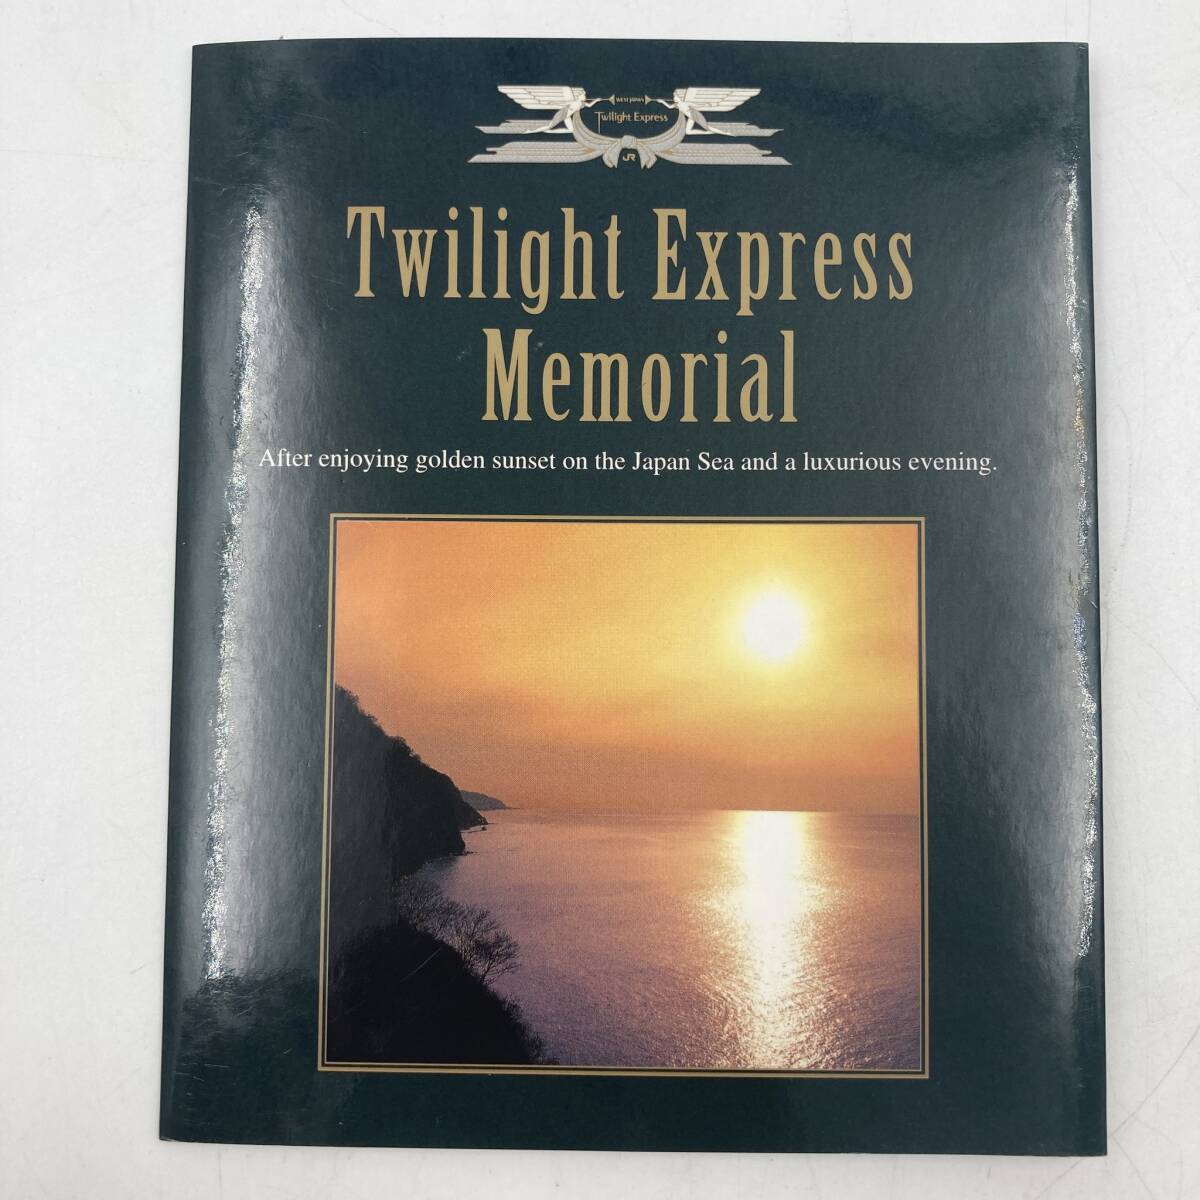 WEST JAPAN
Twilight Express
JR
Twilight Express
Memorial
After enjoying golden sunset on the Japan Sea and a luxurious evening.